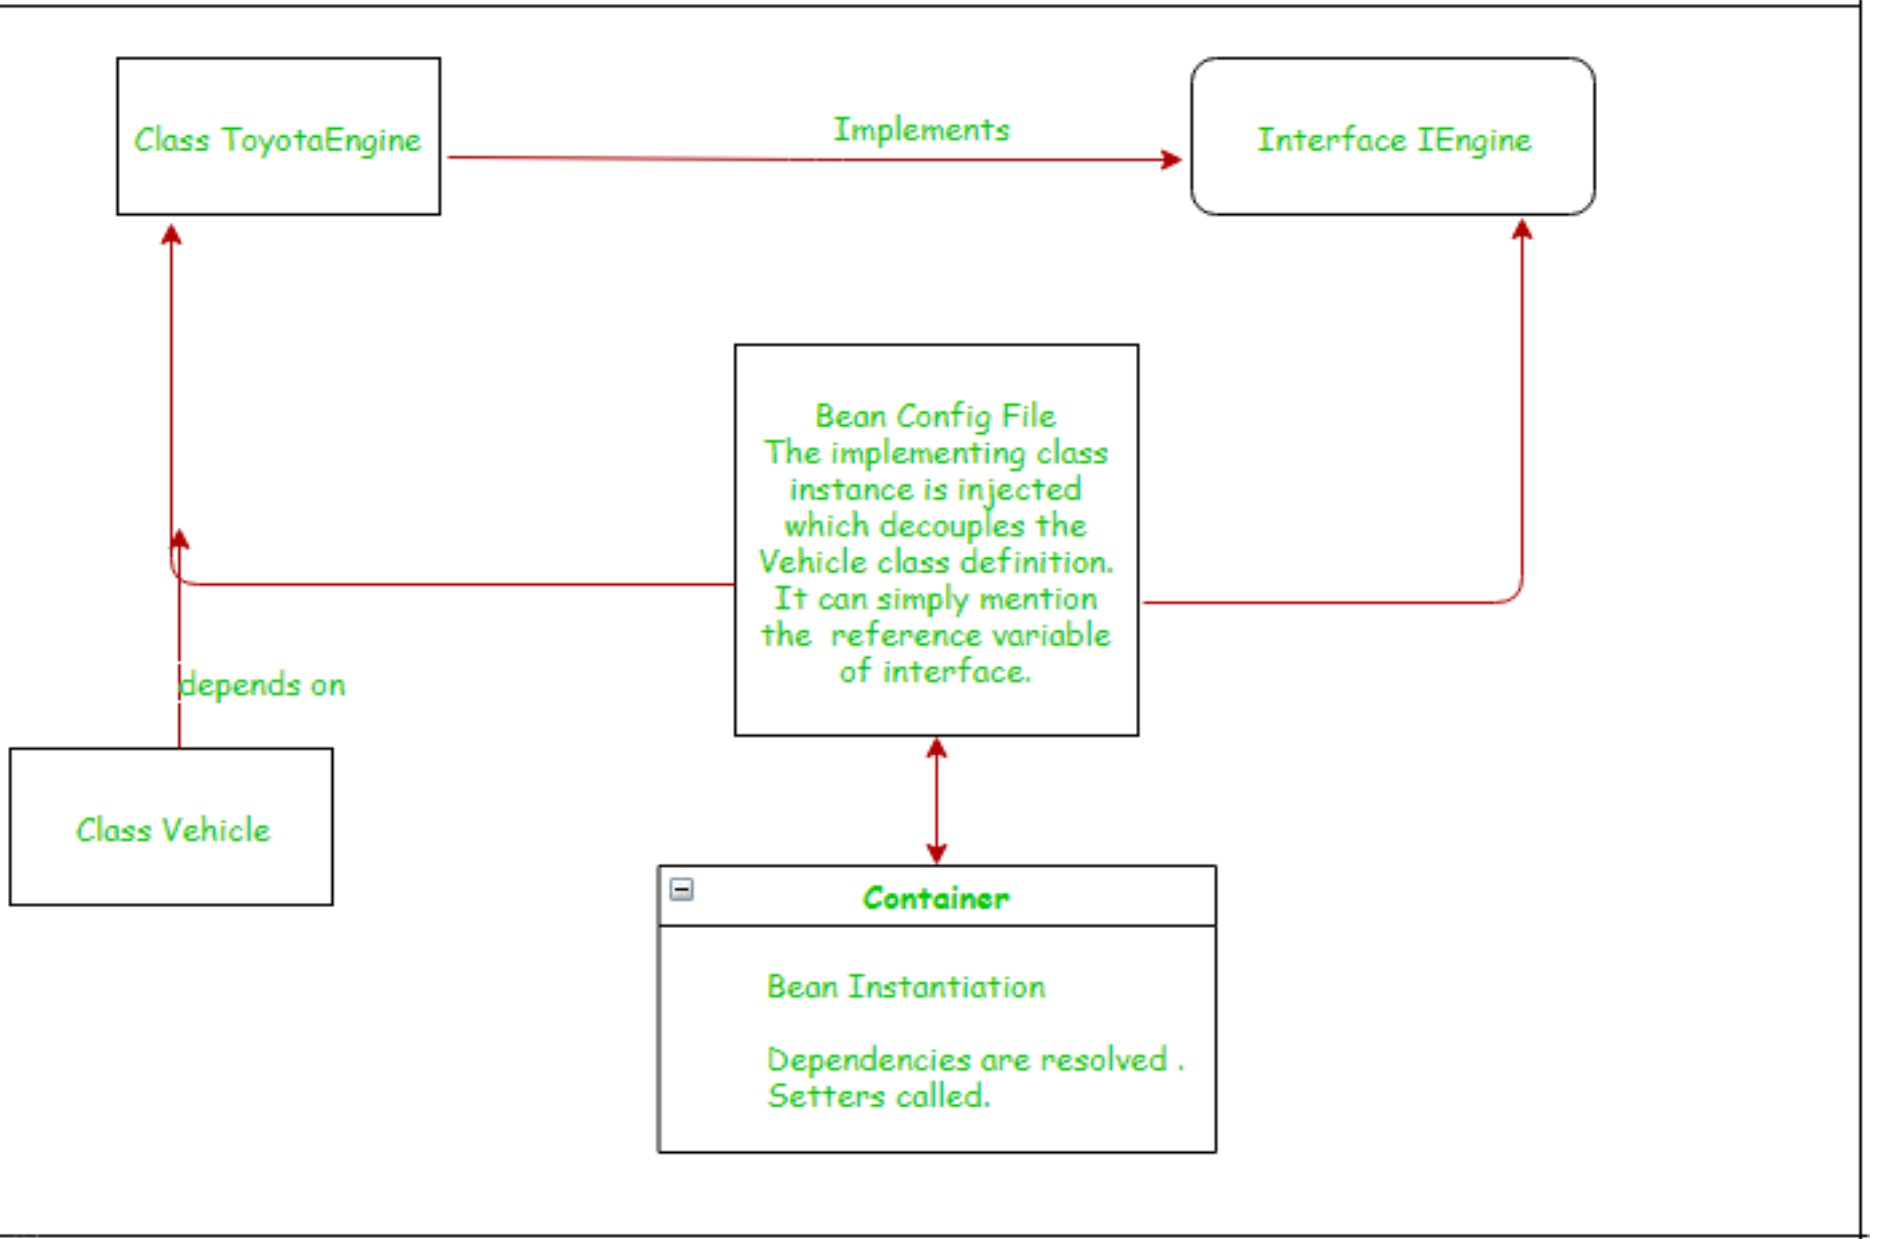 Class ToyotaEngine
Implements
Interface IEngine
Bean Config File
The implementing class
instance is injected
which decouples the
Vehicle class definition.
It can simply mention
the  reference variable
of interface.
depends on
Class Vehicle
Container
Bean Instantiation
Dependencies are resolved .
Setters called.